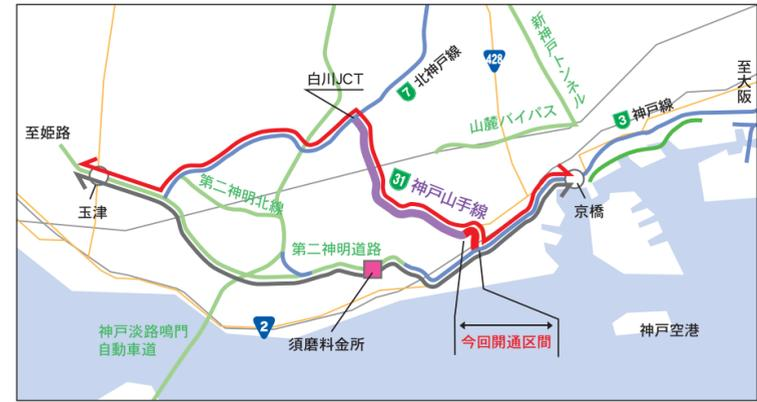 新神戸トンネル
428
白川JCT
7 北神戸線
至大阪
3 神戸線
山麓バイパス
至姫路
31 神戸山手線
第二神明北線
玉津
京橋
第二神明道路
2
神戸淡路鳴門
自動車道
須磨料金所
今回開通区間
神戸空港